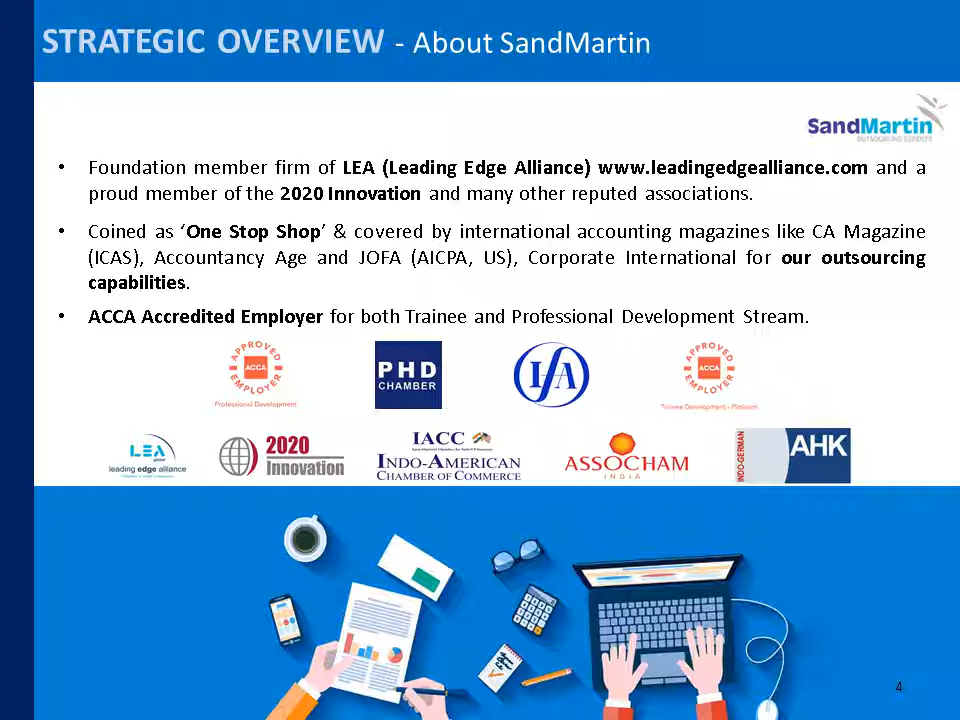 STRATEGIC OVERVIEW - About SandMartin
SandMartin
• Foundation member firm of LEA (Leading Edge Alliance) www.leadingedgealliance.com and a
proud member of the 2020 Innovation and many other reputed associations.
• Coined as ‘One Stop Shop’ & covered by international accounting magazines like CA Magazine
(ICAS), Accountancy Age and JOFA (AICPA, US), Corporate International for our outsourcing
capabilities.
• ACCA Accredited Employer for both Trainee and Professional Development Stream.
APPROVED
ACCA
EMPLOYER
Professional Development
PHD
CHAMBER
IFA
APPROVED
ACCA
EMPLOYER
Trainee Development - Platinum
LEA
global
leading edge alliance
2020
Innovation
IACC
INDO-AMERICAN
CHAMBER OF COMMERCE
ASSOCHAM
INDIA
INDO-GERMAN
AHK
4